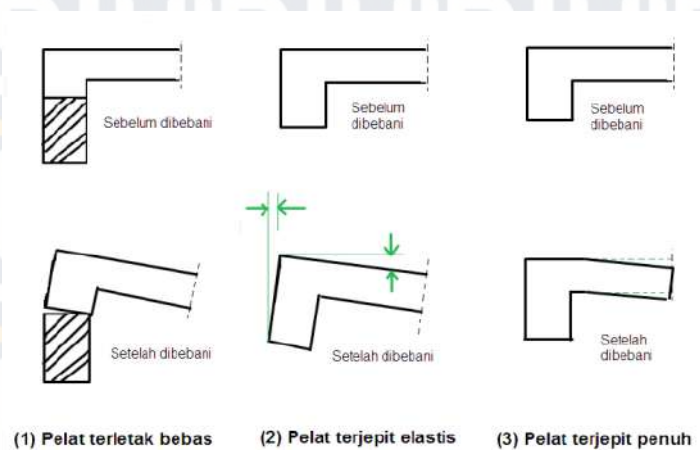 Sebelum dibebani
Sebelum
dibebani
Sebelum
dibebani
Setelah dibebani
Setelah dibebani
Setelah
dibebani
(1) Pelat terletak bebas
(2) Pelat terjepit elastis
(3) Pelat terjepit penuh